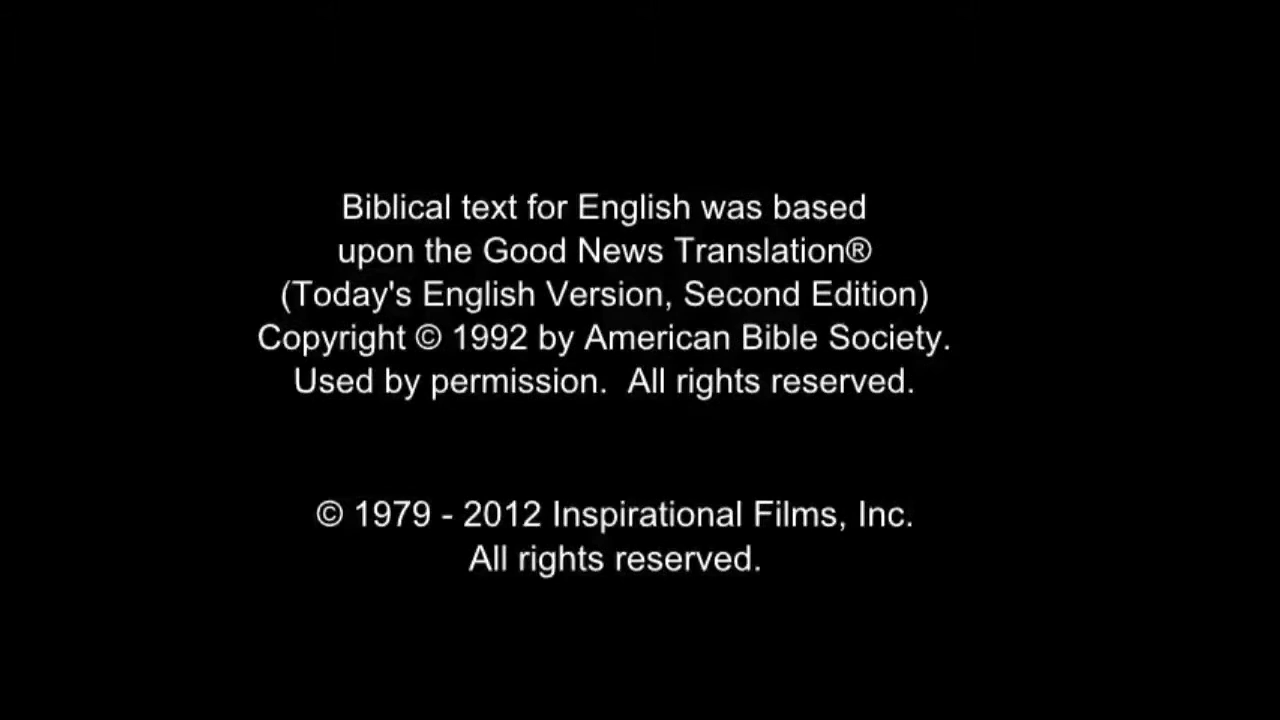 Biblical text for English was based
upon the Good News Translation®
(Today's English Version, Second Edition)
Copyright © 1992 by American Bible Society.
Used by permission.  All rights reserved.
© 1979 - 2012 Inspirational Films, Inc.
All rights reserved.